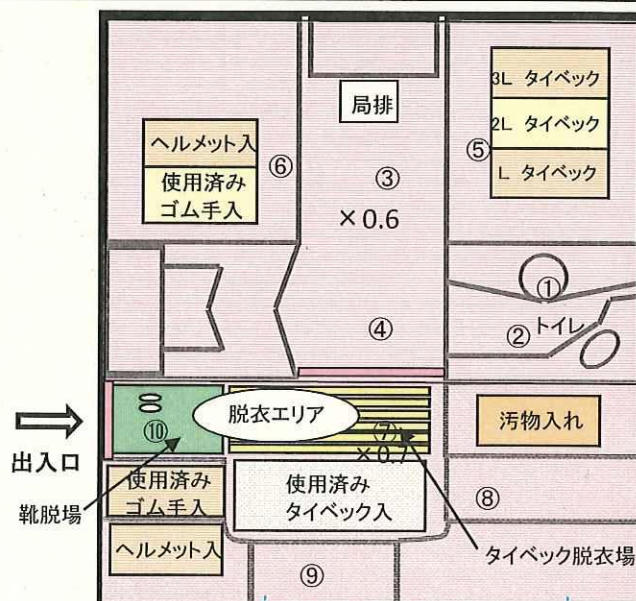 局排
3L タイベック
2L タイベック
L タイベック
⑤
ヘルメット入
使用済み
ゴム手入
⑥
③
×0.6
①
② トイレ
④
脱衣エリア
⑩
(7)
×0.7
汚物入れ
出入口
靴脱場
使用済み
ゴム手入
使用済み
タイベック入
⑧
ヘルメット入
タイベック脱衣場
⑨